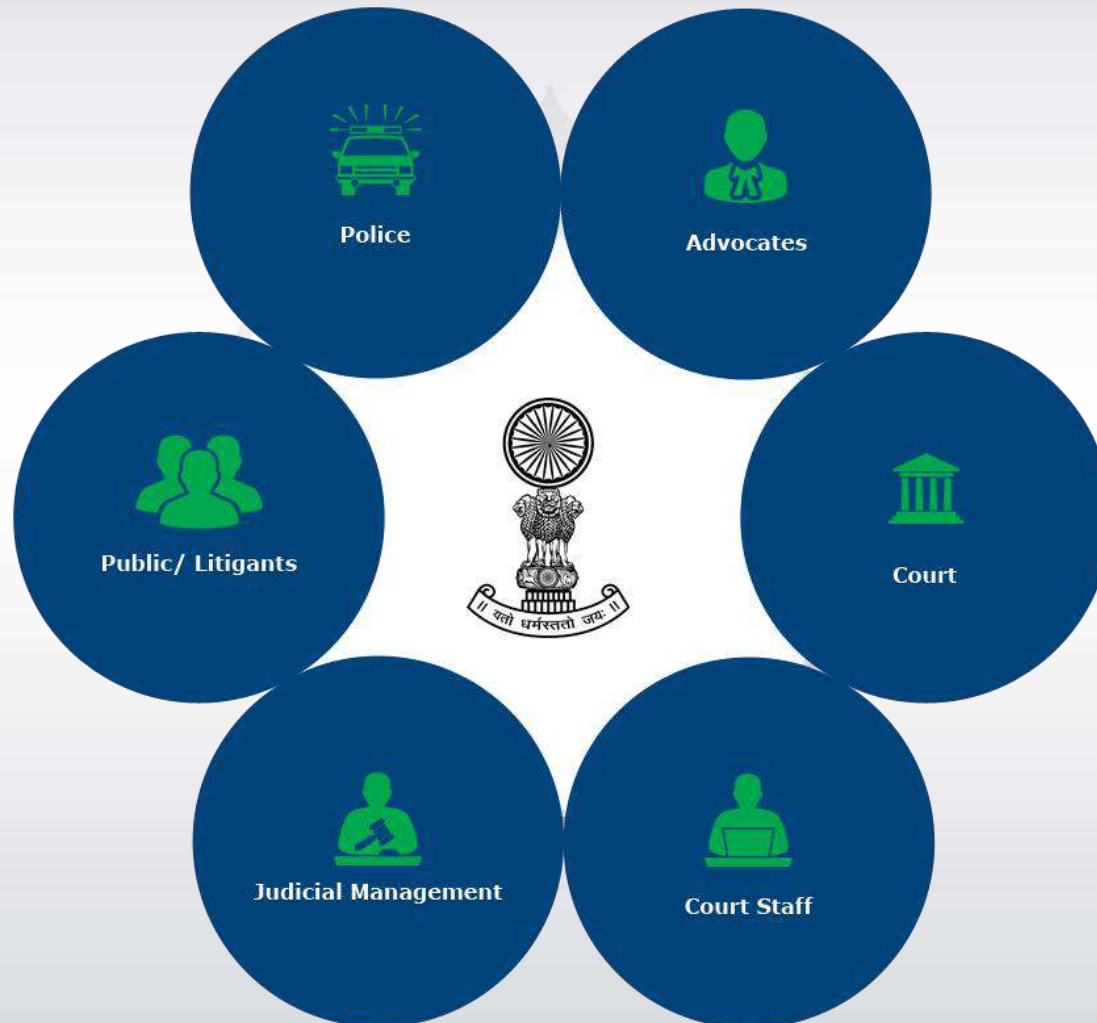 Police
Advocates
Public/ Litigants
Court
॥ यतो धर्मस्ततो जयः ॥
Judicial Management
Court Staff